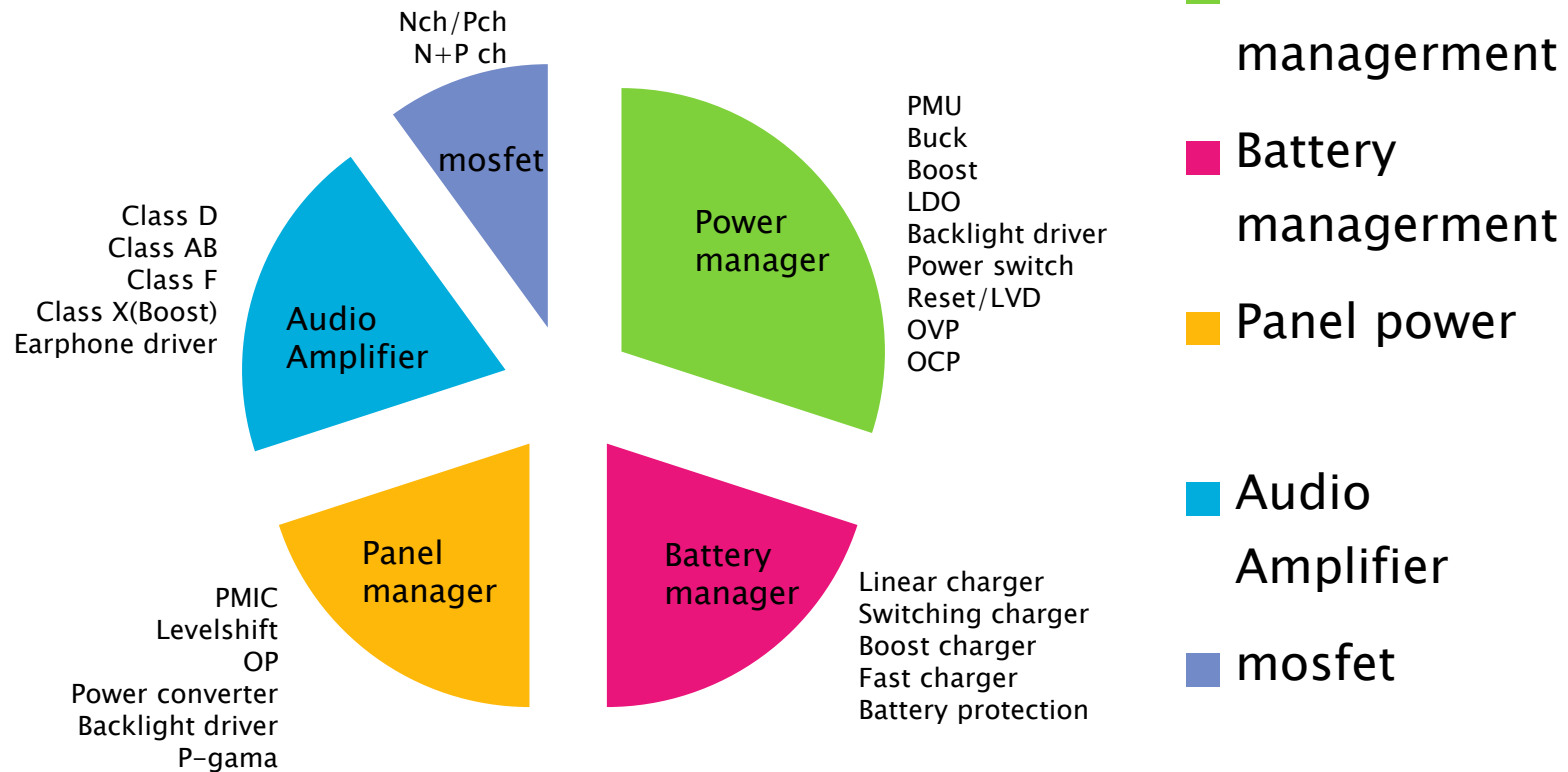 Nch/Pch
N+P ch
mosfet
Power
manager
PMU
Buck
Boost
LDO
Backlight driver
Power switch
Reset/LVD
OVP
OCP
Class D
Class AB
Class F
Class X(Boost)
Earphone driver
Audio
Amplifier
Panel
manager
PMIC
Levelshift
OP
Power converter
Backlight driver
P-gama
Battery
manager
Linear charger
Switching charger
Boost charger
Fast charger
Battery protection
managerment
Battery
managerment
Panel power
Audio
Amplifier
mosfet